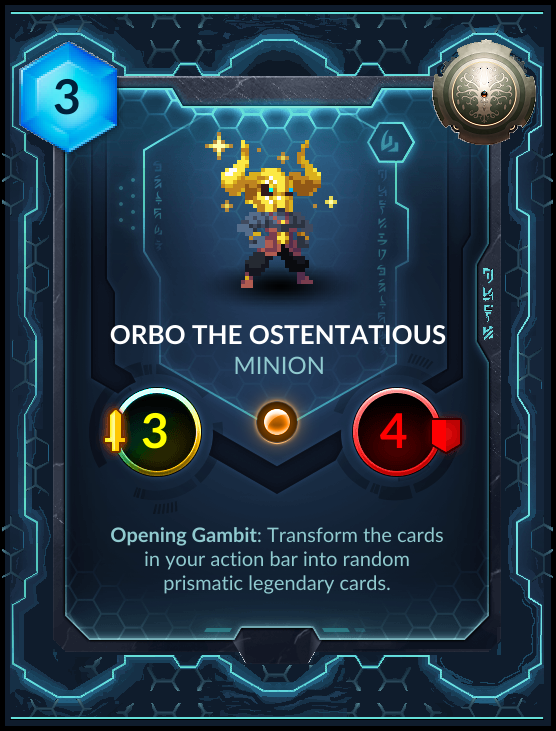 3
ORBO THE OSTENTATIOUS
MINION
3
4
Opening Gambit: Transform the cards
in your action bar into random
prismatic legendary cards.